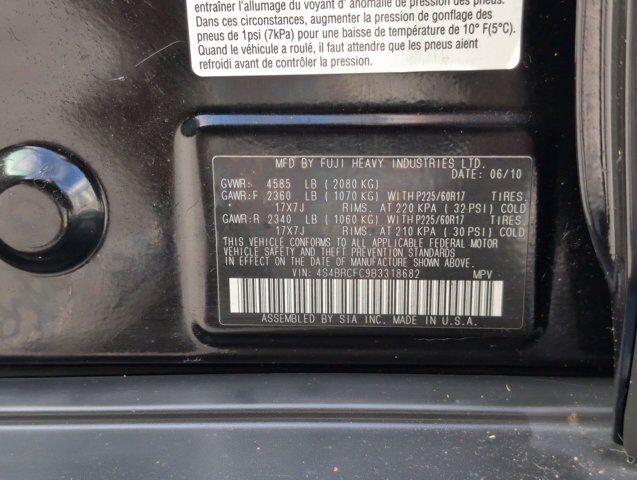 entraîner l'allumage du voyant d' anomalie de pression des pneus.
Dans ces circonstances, augmenter la pression de gonflage des
pneus de 1psi (7kPa) pour une baisse de température de 10° F(5°C).
Quand le véhicule a roulé, il faut attendre que les pneus aient
refroidi avant de contrôler la pression.
MFD BY FUJI HEAVY INDUSTRIES LTD.
DATE: 06/10
GVWR: 4585 LB ( 2080 KG)
GAWR:F 2360 LB ( 1070 KG) WITH P225/60R17 TIRES.
17X7J RIMS. AT 220 KPA ( 32 PSI) COLD
GAWR:R 2340 LB ( 1060 KG) WITH P225/60R17 TIRES.
17X7J RIMS. AT 210 KPA ( 30 PSI) COLD
THIS VEHICLE CONFORMS TO ALL APPLICABLE FEDERAL MOTOR
VEHICLE SAFETY AND THEFT PREVENTION STANDARDS
IN EFFECT ON THE DATE OF MANUFACTURE SHOWN ABOVE.
VIN: 4S4BRCFC9B3318682 MPV
ASSEMBLED BY SIA INC. MADE IN U.S.A.